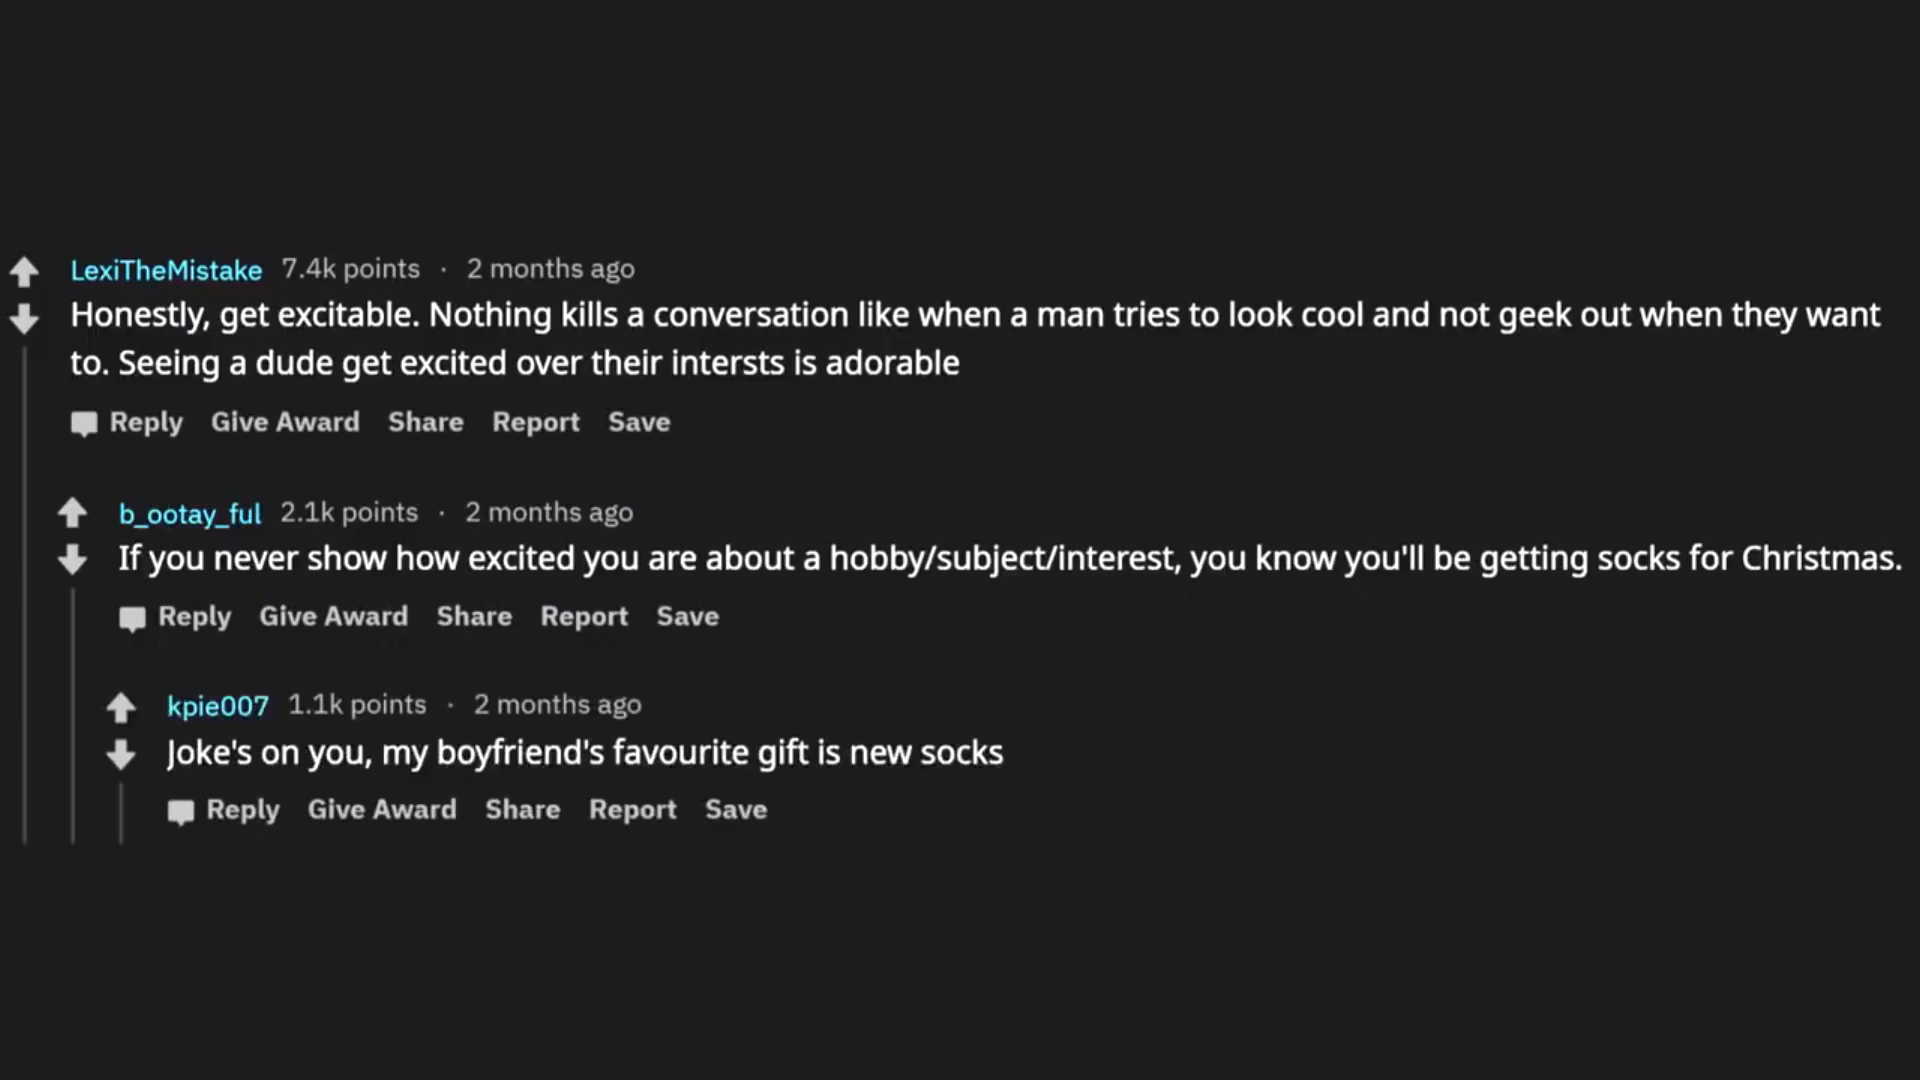 LexiTheMistake 7.4k points · 2 months ago
Honestly, get excitable. Nothing kills a conversation like when a man tries to look cool and not geek out when they want
to. Seeing a dude get excited over their intersts is adorable
Reply Give Award Share Report Save
b_ootay_ful 2.1k points · 2 months ago
If you never show how excited you are about a hobby/subject/interest, you know you'll be getting socks for Christmas.
Reply Give Award Share Report Save
kpie007 1.1k points · 2 months ago
Joke's on you, my boyfriend's favourite gift is new socks
Reply Give Award Share Report Save